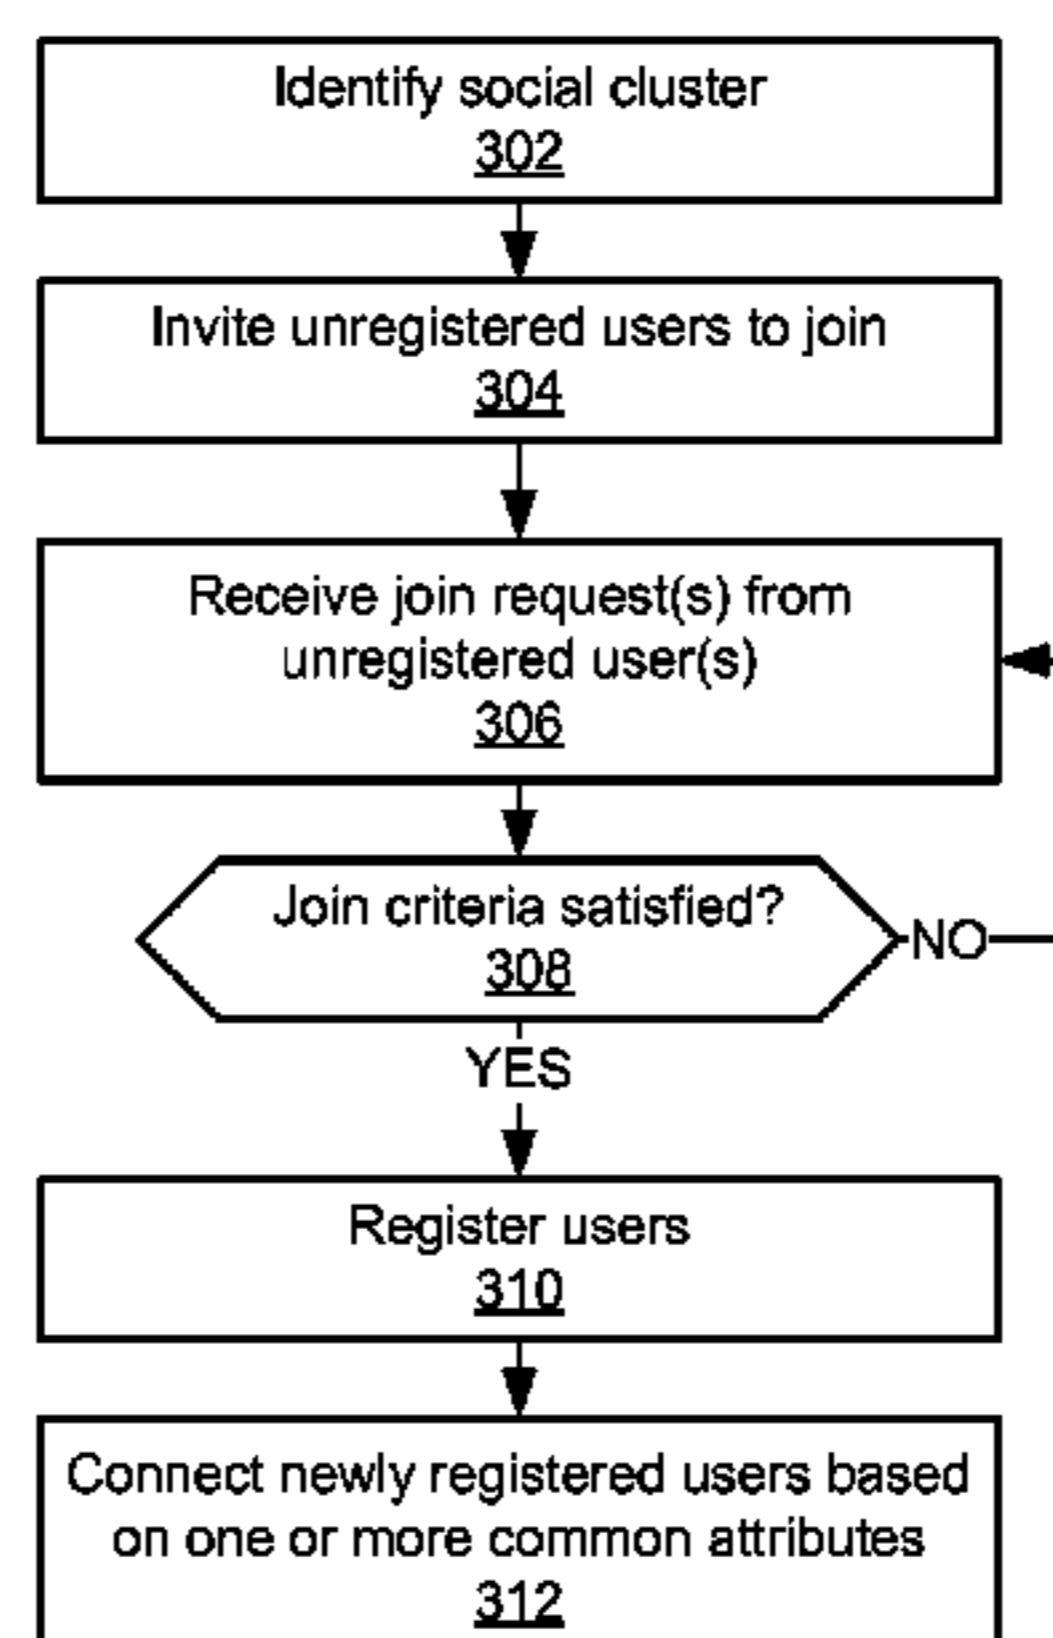 Identify social cluster
302
Invite unregistered users to join
304
Receive join request(s) from
unregistered user(s)
306
Join criteria satisfied?
308
NO
YES
Register users
310
Connect newly registered users based
on one or more common attributes
312